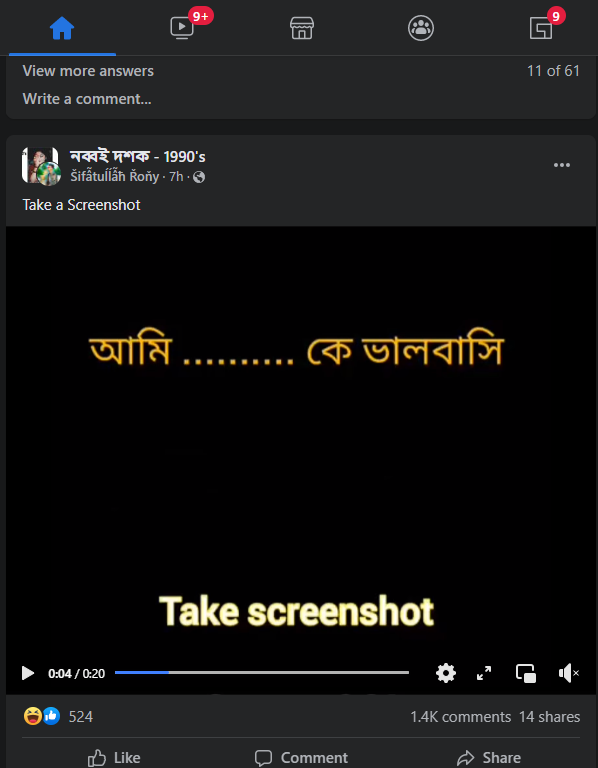 9+
9
View more answers 11 of 61
Write a comment...
নব্বই দশক - 1990's
Šifẫtulĺẫħ Řoňy · 7h ·
Take a Screenshot
আমি .......... কে ভালবাসি
Take screenshot
0:04 / 0:20
524 1.4K comments 14 shares
Like Comment Share